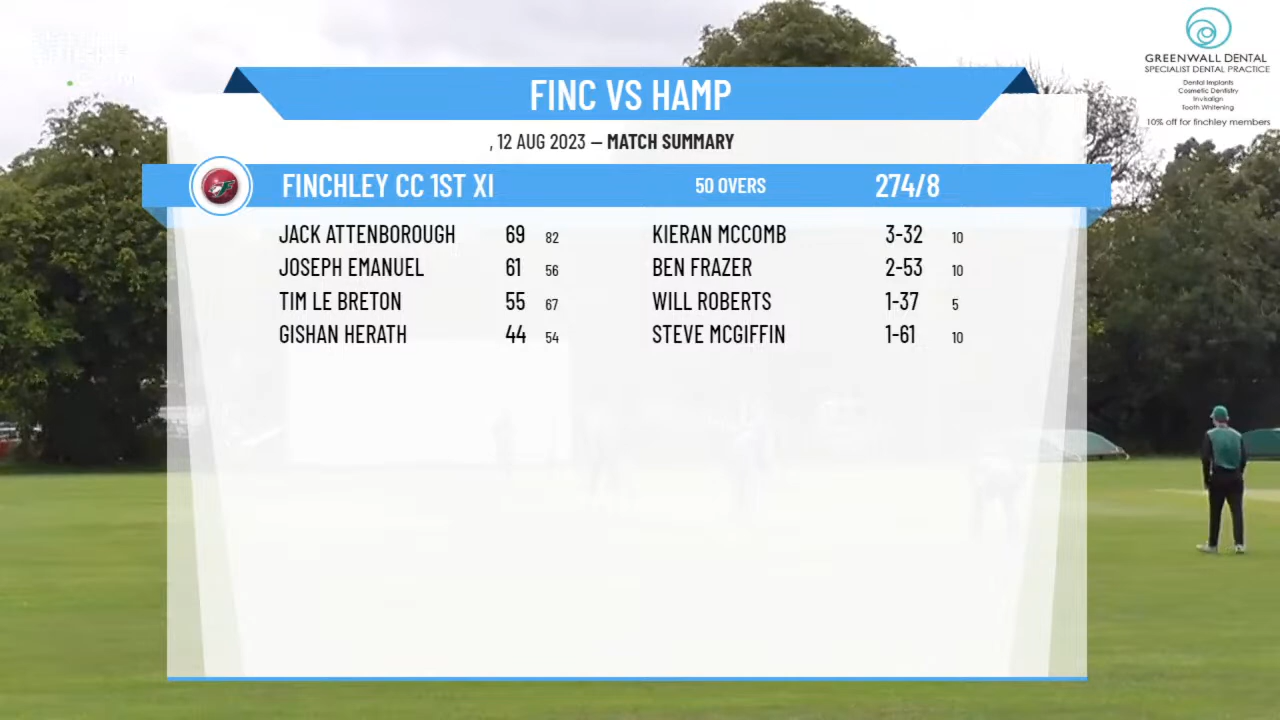 GREENWALL DENTAL
SPECIALIST DENTAL PRACTICE
Dental Implants
Cosmetic Dentistry
Invisalign
Tooth Whitening
10% off for finchley members
FINC VS HAMP
, 12 AUG 2023 – MATCH SUMMARY
FINCHLEY CC 1ST XI 50 OVERS 274/8
JACK ATTENBOROUGH 69 82 KIERAN MCCOMB 3-32 10
JOSEPH EMANUEL 61 56 BEN FRAZER 2-53 10
TIM LE BRETON 55 67 WILL ROBERTS 1-37 5
GISHAN HERATH 44 54 STEVE MCGIFFIN 1-61 10